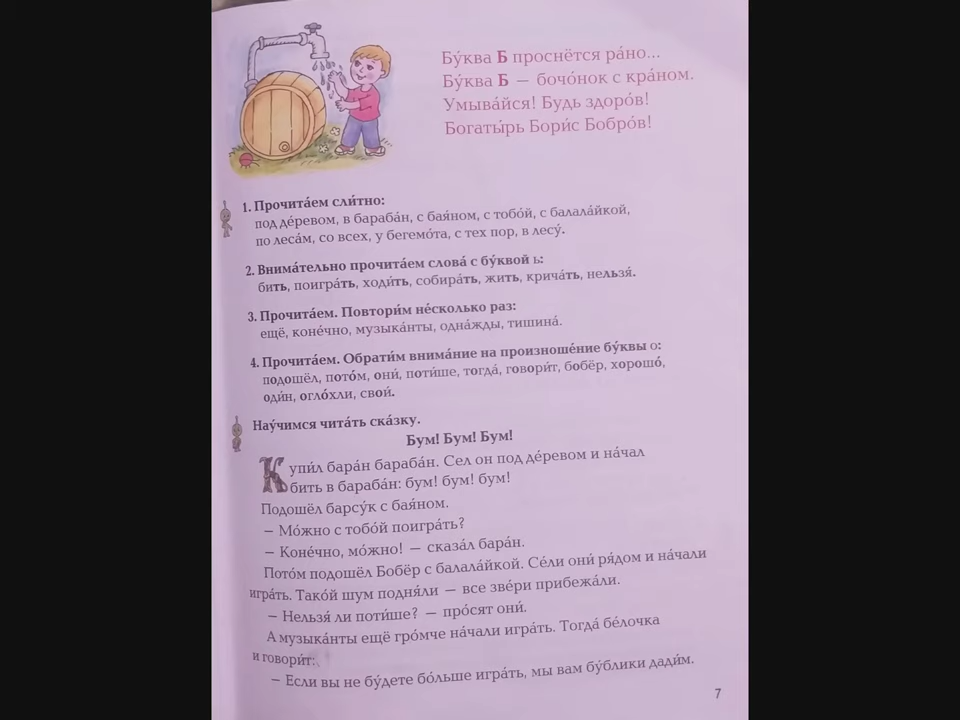 Бу́ква Б проснётся ра́но...
Бу́ква Б — бочо́нок с кра́ном.
Умыва́йся! Будь здоро́в!
Богаты́рь Бори́с Бобро́в!
1. Прочита́ем сли́тно:
под де́ревом, в бараба́н, с бая́ном, с тобо́й, с балала́йкой,
по леса́м, со всех, у бегемо́та, с тех пор, в лесу́.
2. Внима́тельно прочита́ем слова́ с бу́квой ь:
бить, поигра́ть, ходи́ть, собира́ть, жить, крича́ть, нельзя́.
3. Прочита́ем. Повтори́м не́сколько раз:
ещё, коне́чно, музыка́нты, одна́жды, тишина́.
4. Прочита́ем. Обрати́м внима́ние на произноше́ние бу́квы о:
подошёл, пото́м, они́, поти́ше, тогда́, говори́т, бобёр, хорошо́,
оди́н, огло́хли, свои́.
Нау́чимся чита́ть ска́зку.
Бум! Бум! Бум!
Купи́л бара́н бараба́н. Сел он под де́ревом и на́чал
бить в бараба́н: бум! бум! бум!
Подошёл барсу́к с бая́ном.
– Мо́жно с тобо́й поигра́ть?
– Коне́чно, мо́жно! — сказа́л бара́н.
Пото́м подошёл Бобёр с балала́йкой. Се́ли они́ ря́дом и на́чали
игра́ть. Тако́й шум подня́ли — все зве́ри прибежа́ли.
– Нельзя́ ли поти́ше? — про́сят они́.
А музыка́нты ещё гро́мче на́чали игра́ть. Тогда́ бе́лочка
и говори́т:
– Если вы не бу́дете бо́льше игра́ть, мы вам бу́блики дади́м.
7